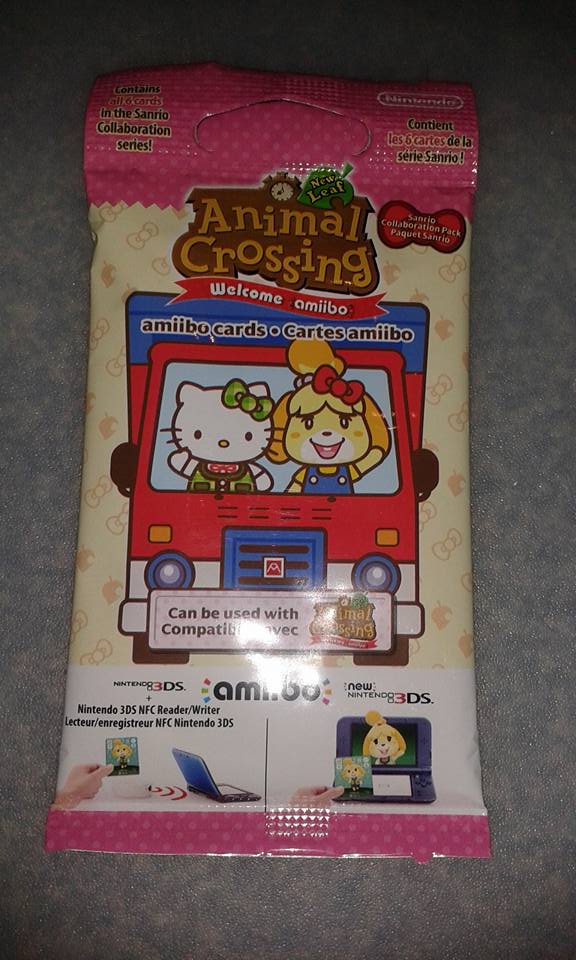 Contains
all 6 cards
in the Sanrio
Collaboration
series!
Nintendo
Contient
les 6 cartes de la
série Sanrio !
New
Leaf
Animal
Crossing
Welcome amiibo
Sanrio
Collaboration Pack
Paquet Sanrio
amiibo cards • Cartes amiibo
Can be used with
avec
Crossing
NINTENDO 3DS
+
Nintendo 3DS NFC Reader/Writer
Lecteur/enregistreur NFC Nintendo 3DS
amiibo
new
NINTENDO 3DS